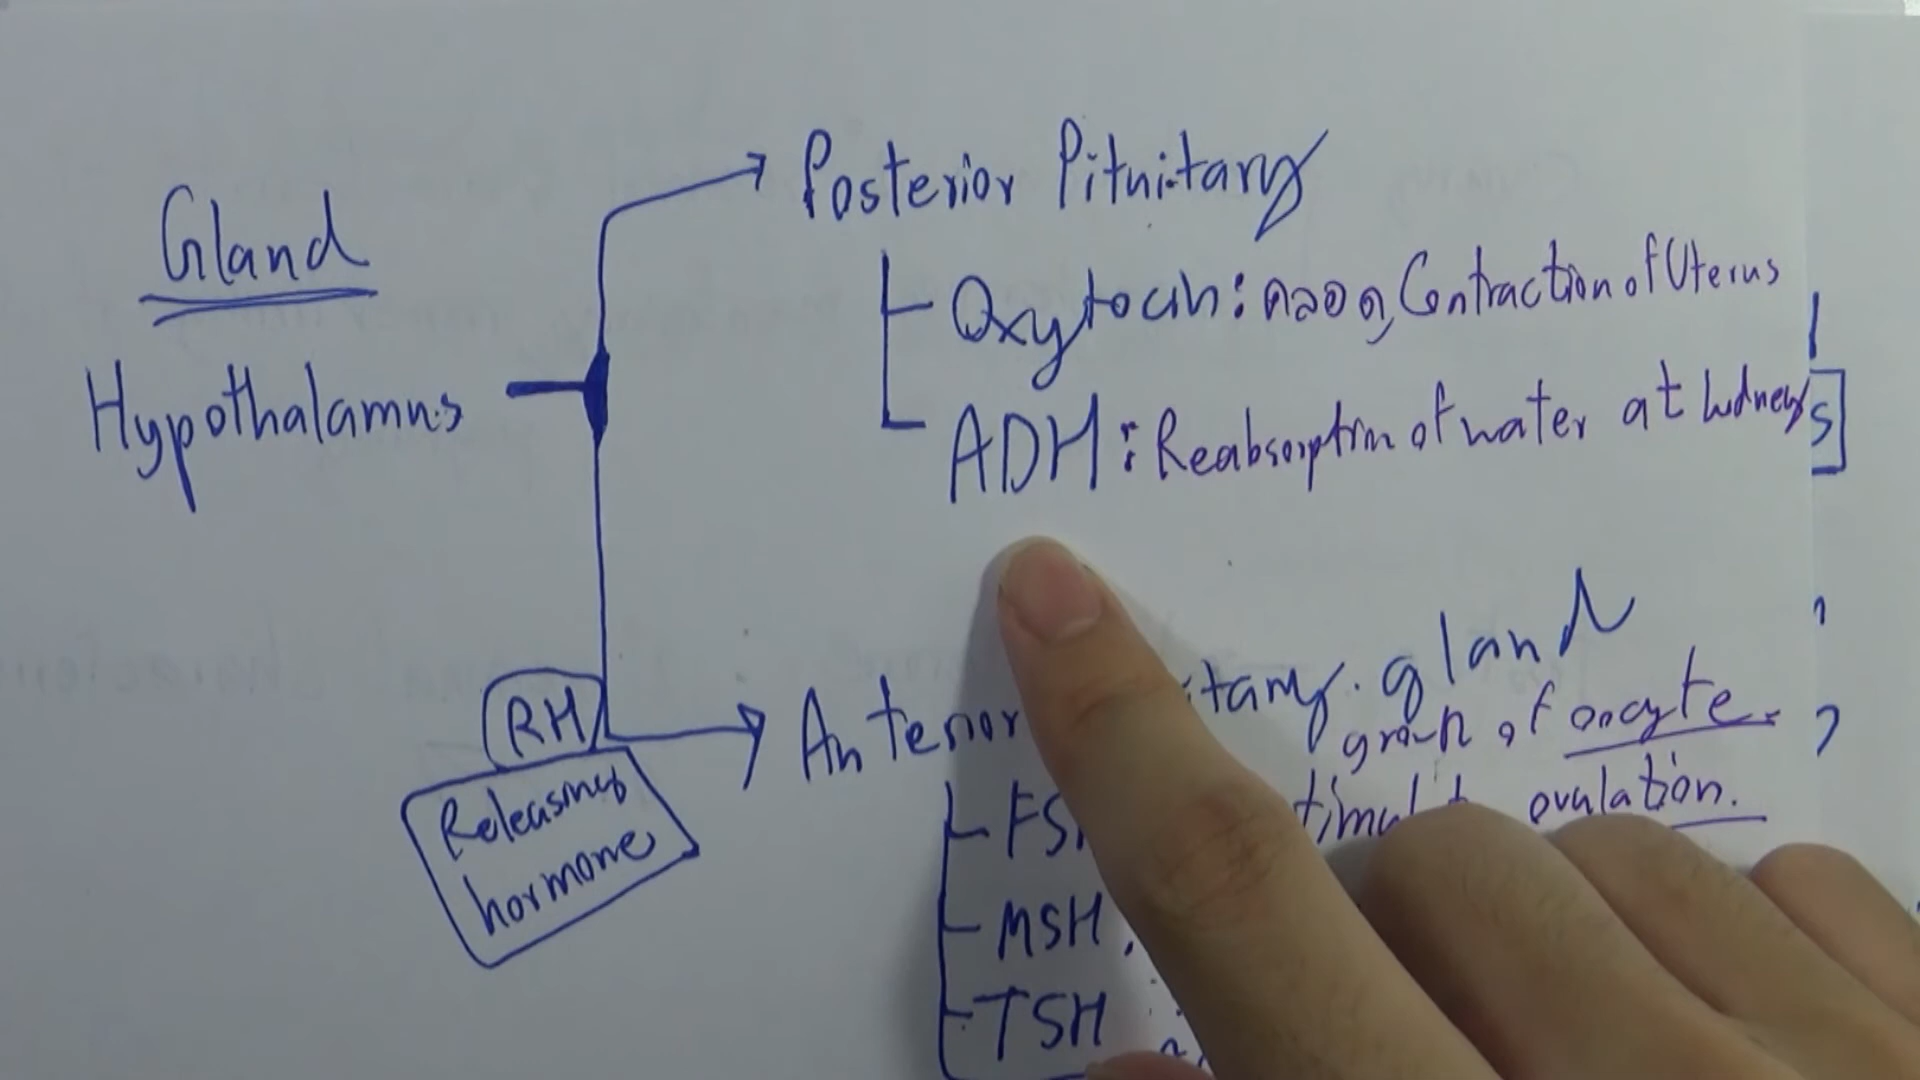 Gland
Hypothalamus
Posterior Pituitary
Oxytocin: คลอด, Contraction of Uterus
ADH: Reabsorption of water at kidneys
RH
Releasing hormone
Anterior gland
growth of oocyte.
ovulation.
MSH
TSH